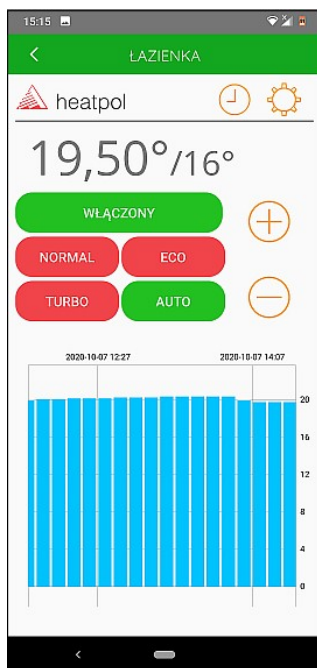 15:15
ŁAZIENKA
heatpol
19,50°/16°
WŁĄCZONY
NORMAL ECO
TURBO AUTO
2020-10-07 12:27 2020-10-07 14:07
20
16
12
8
4
0